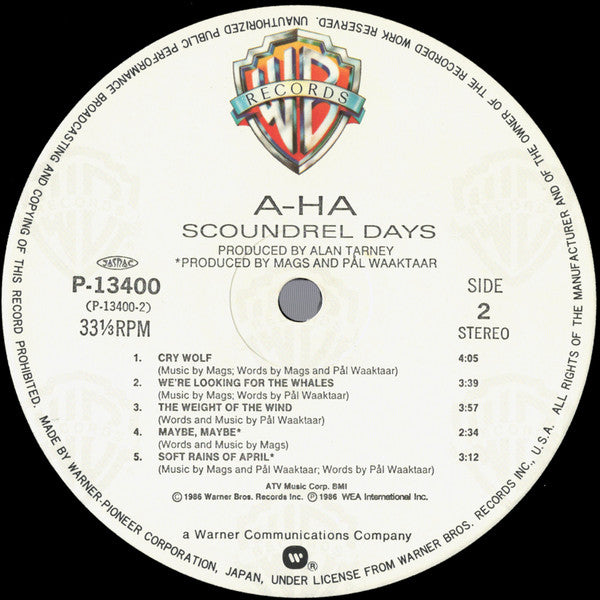 WB
RECORDS
A-HA
SCOUNDREL DAYS
PRODUCED BY ALAN TARNEY
*PRODUCED BY MAGS AND PÅL WAAKTAAR
JASRAC
P-13400
(P-13400-2)
33⅓RPM
SIDE
2
STEREO
1. CRY WOLF 4:05
(Music by Mags; Words by Mags and Pål Waaktaar)
2. WE'RE LOOKING FOR THE WHALES 3:39
(Words and Music by Pål Waaktaar)
3. THE WEIGHT OF THE WIND 3:57
(Words and Music by Pål Waaktaar)
4. MAYBE, MAYBE* 2:34
(Words and Music by Mags)
5. SOFT RAINS OF APRIL* 3:12
(Music by Mags and Pål Waaktaar; Words by Pål Waaktaar)
ATV Music Corp. BMI
Ⓒ1986 Warner Bros. Records Inc. Ⓟ1986 WEA International Inc.
a Warner Communications Company
W®
ALL RIGHTS OF THE MANUFACTURER AND OF THE OWNER OF THE RECORDED WORK RESERVED. UNAUTHORIZED PUBLIC PERFORMANCE BROADCASTING AND COPYING OF THIS RECORD PROHIBITED.
MADE BY WARNER-PIONEER CORPORATION, JAPAN, UNDER LICENSE FROM WARNER BROS. RECORDS INC., U.S.A.